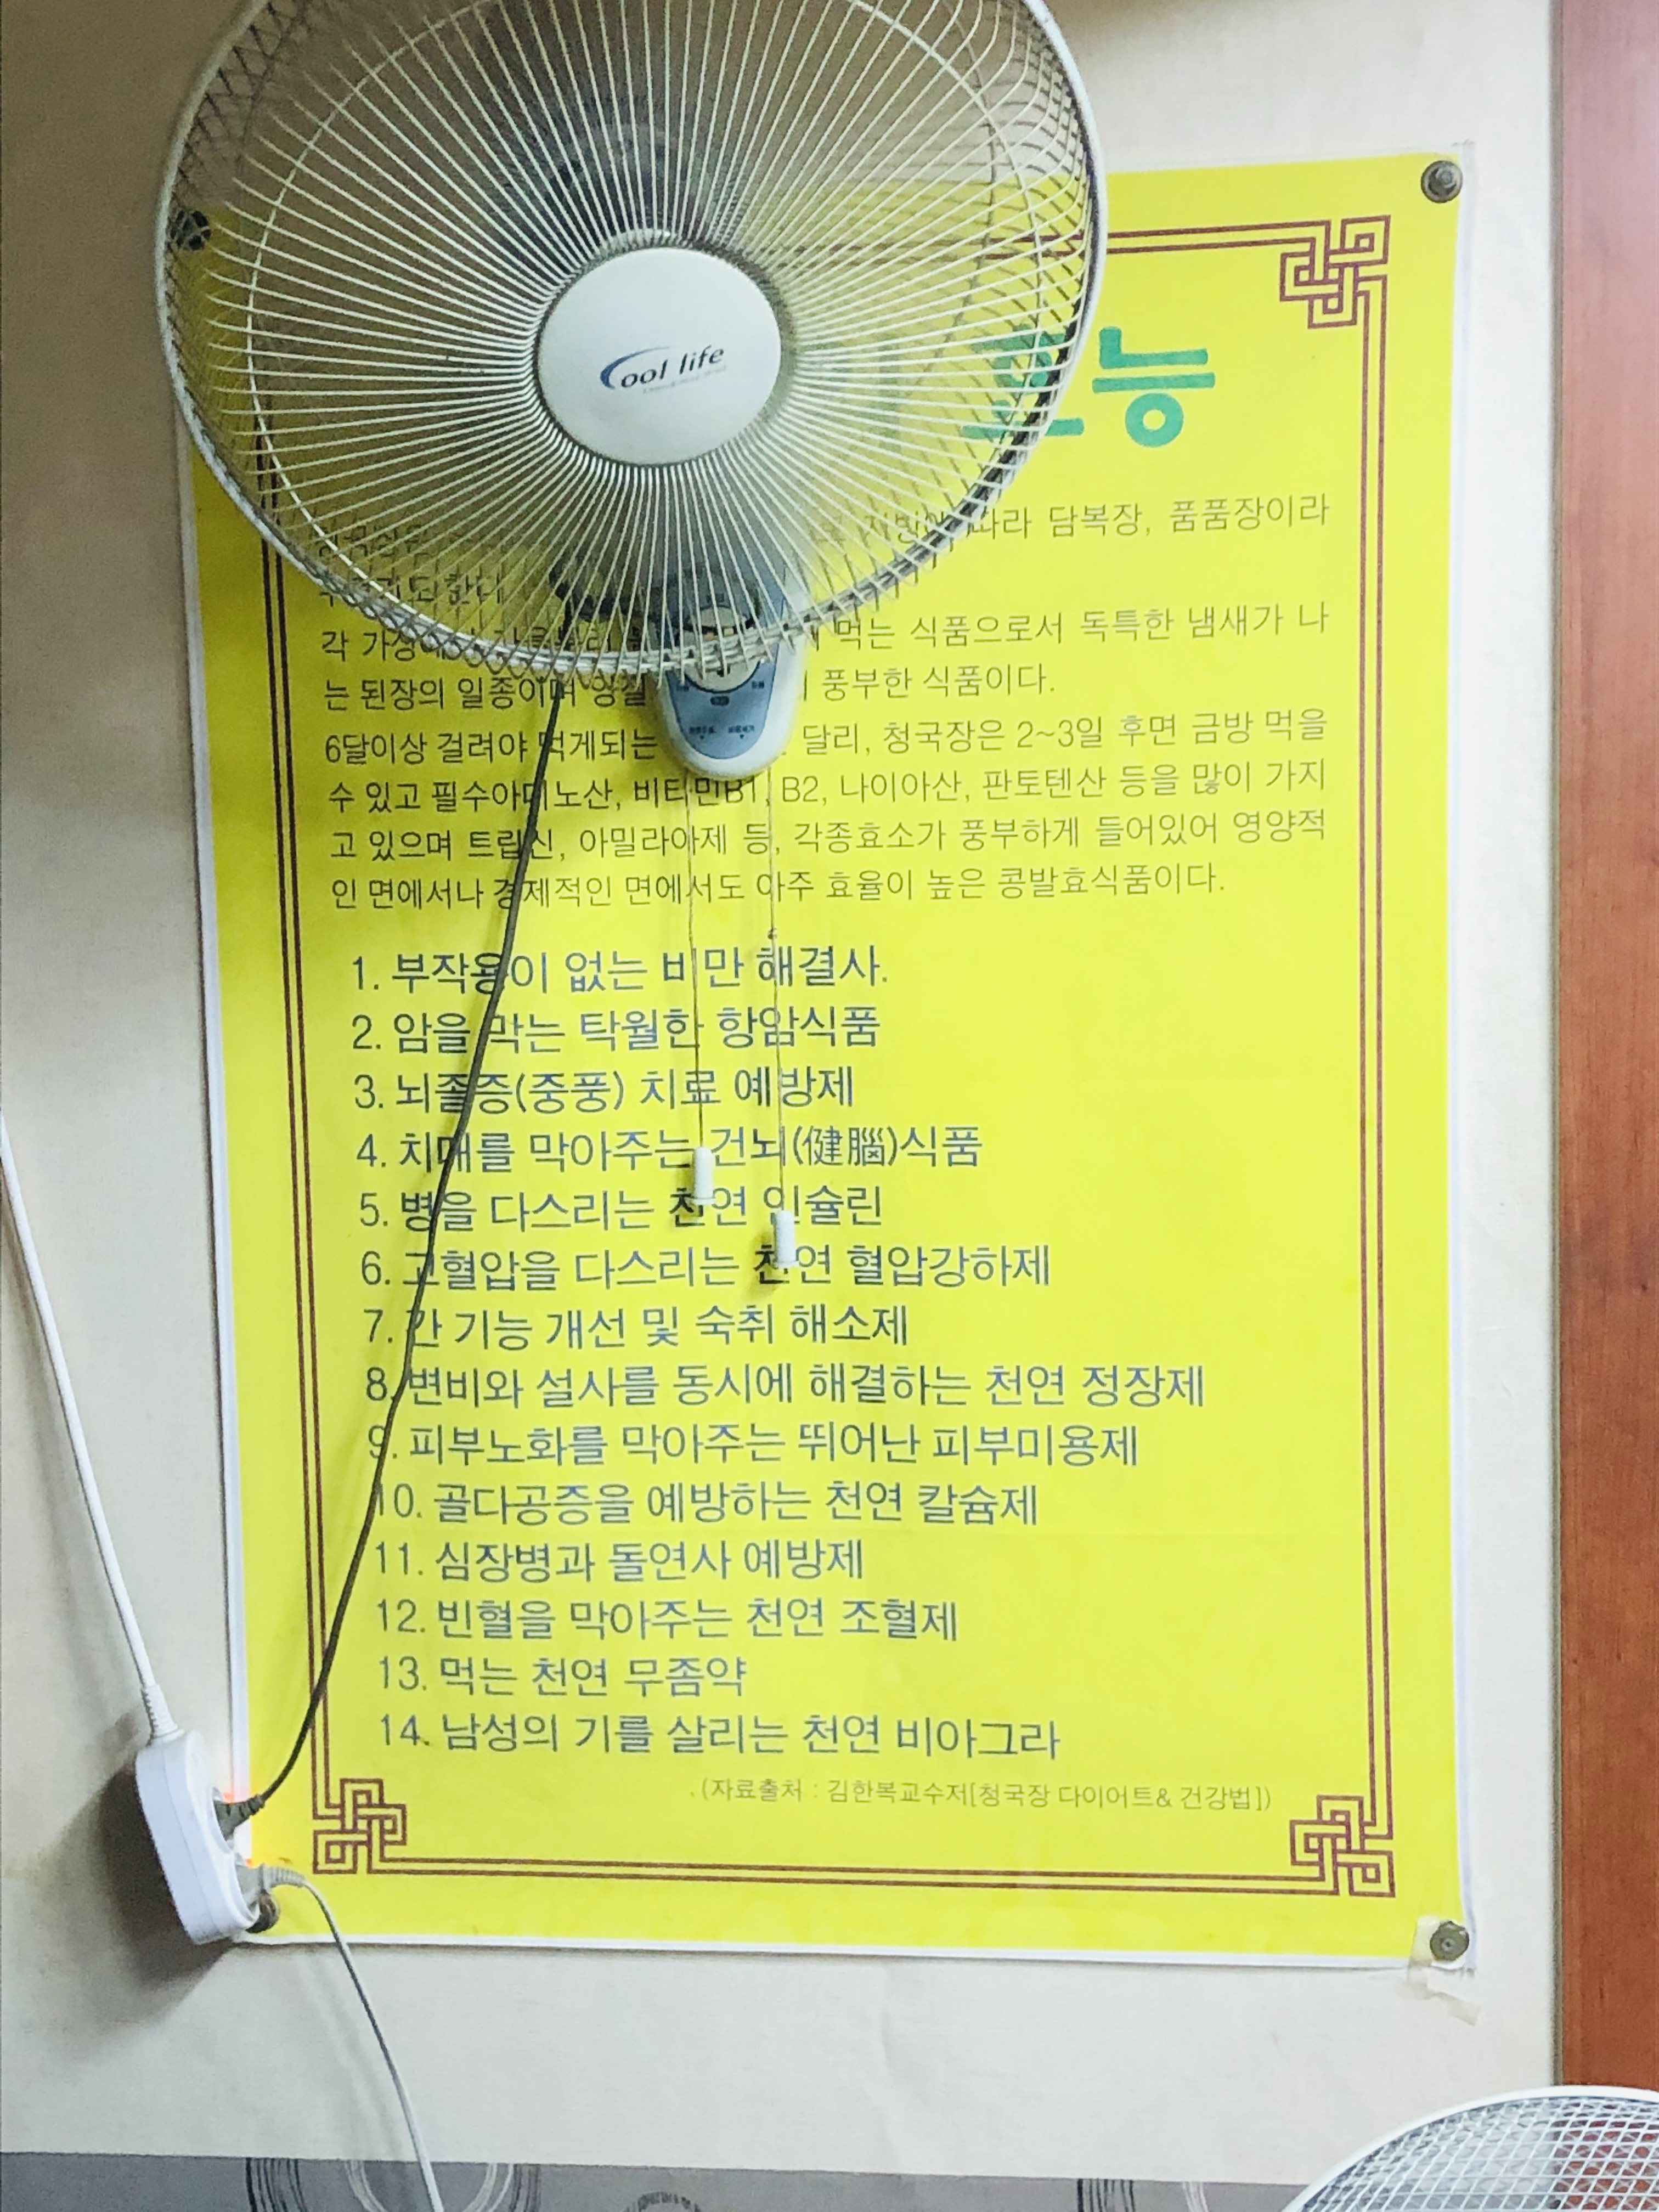 Cool life
효능
따라 담복장, 품품장이라
각 먹는 식품으로서 독특한 냄새가 나
는 된장의 일종이며 풍부한 식품이다.
6달이상 걸려야 먹게되는 달리, 청국장은 2~3일 후면 금방 먹을
수 있고 필수아미노산, 비타민B1, B2, 나이아산, 판토텐산 등을 많이 가지
고 있으며 트립신, 아밀라아제 등, 각종효소가 풍부하게 들어있어 영양적
인 면에서나 경제적인 면에서도 아주 효율이 높은 콩발효식품이다.
1. 부작용이 없는 비만 해결사.
2. 암을 막는 탁월한 항암식품
3. 뇌졸증(중풍) 치료 예방제
4. 치매를 막아주는 건뇌(健腦)식품
5. 병을 다스리는 천연 인슐린
6. 고혈압을 다스리는 천연 혈압강하제
7. 간 기능 개선 및 숙취 해소제
8. 변비와 설사를 동시에 해결하는 천연 정장제
9. 피부노화를 막아주는 뛰어난 피부미용제
10. 골다공증을 예방하는 천연 칼슘제
11. 심장병과 돌연사 예방제
12. 빈혈을 막아주는 천연 조혈제
13. 먹는 천연 무좀약
14. 남성의 기를 살리는 천연 비아그라
(자료출처 : 김한복교수저[청국장 다이어트& 건강법])